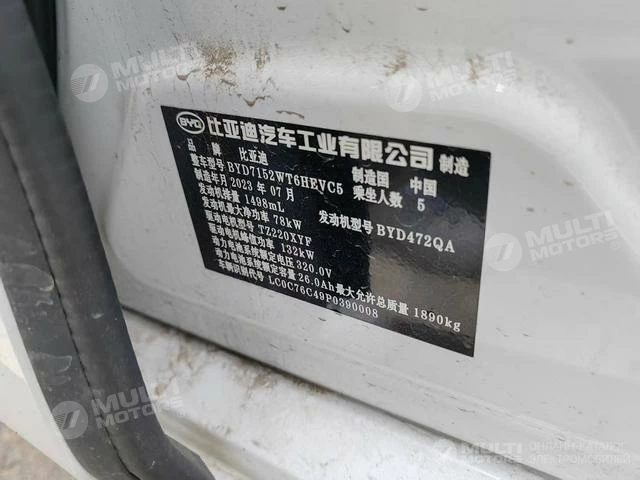 MULTI MOTORS
MULTI MOTORS
MULTI MOTORS
BYD 比亚迪汽车工业有限公司 制造
品 牌 比亚迪 制造国 中国
整车型号 BYD7152WT6HEVC5 乘坐人数 5
制造年月 2023 年 07 月
发动机排量 1498mL 发动机型号 BYD472QA
发动机最大净功率 78kW
驱动电机型号 TZ220XYF
驱动电机峰值功率 132kW
动力电池系统额定电压 320.0V
动力电池系统额定容量 26.0Ah 最大允许总质量 1890kg
车辆识别代号 LC0C76C49P0390008
MULTI MOTORS
MULTI MOTORS
MULTI ОНЛАЙН-КАТАЛОГ ЭЛЕКТРОМОБИЛЕЙ